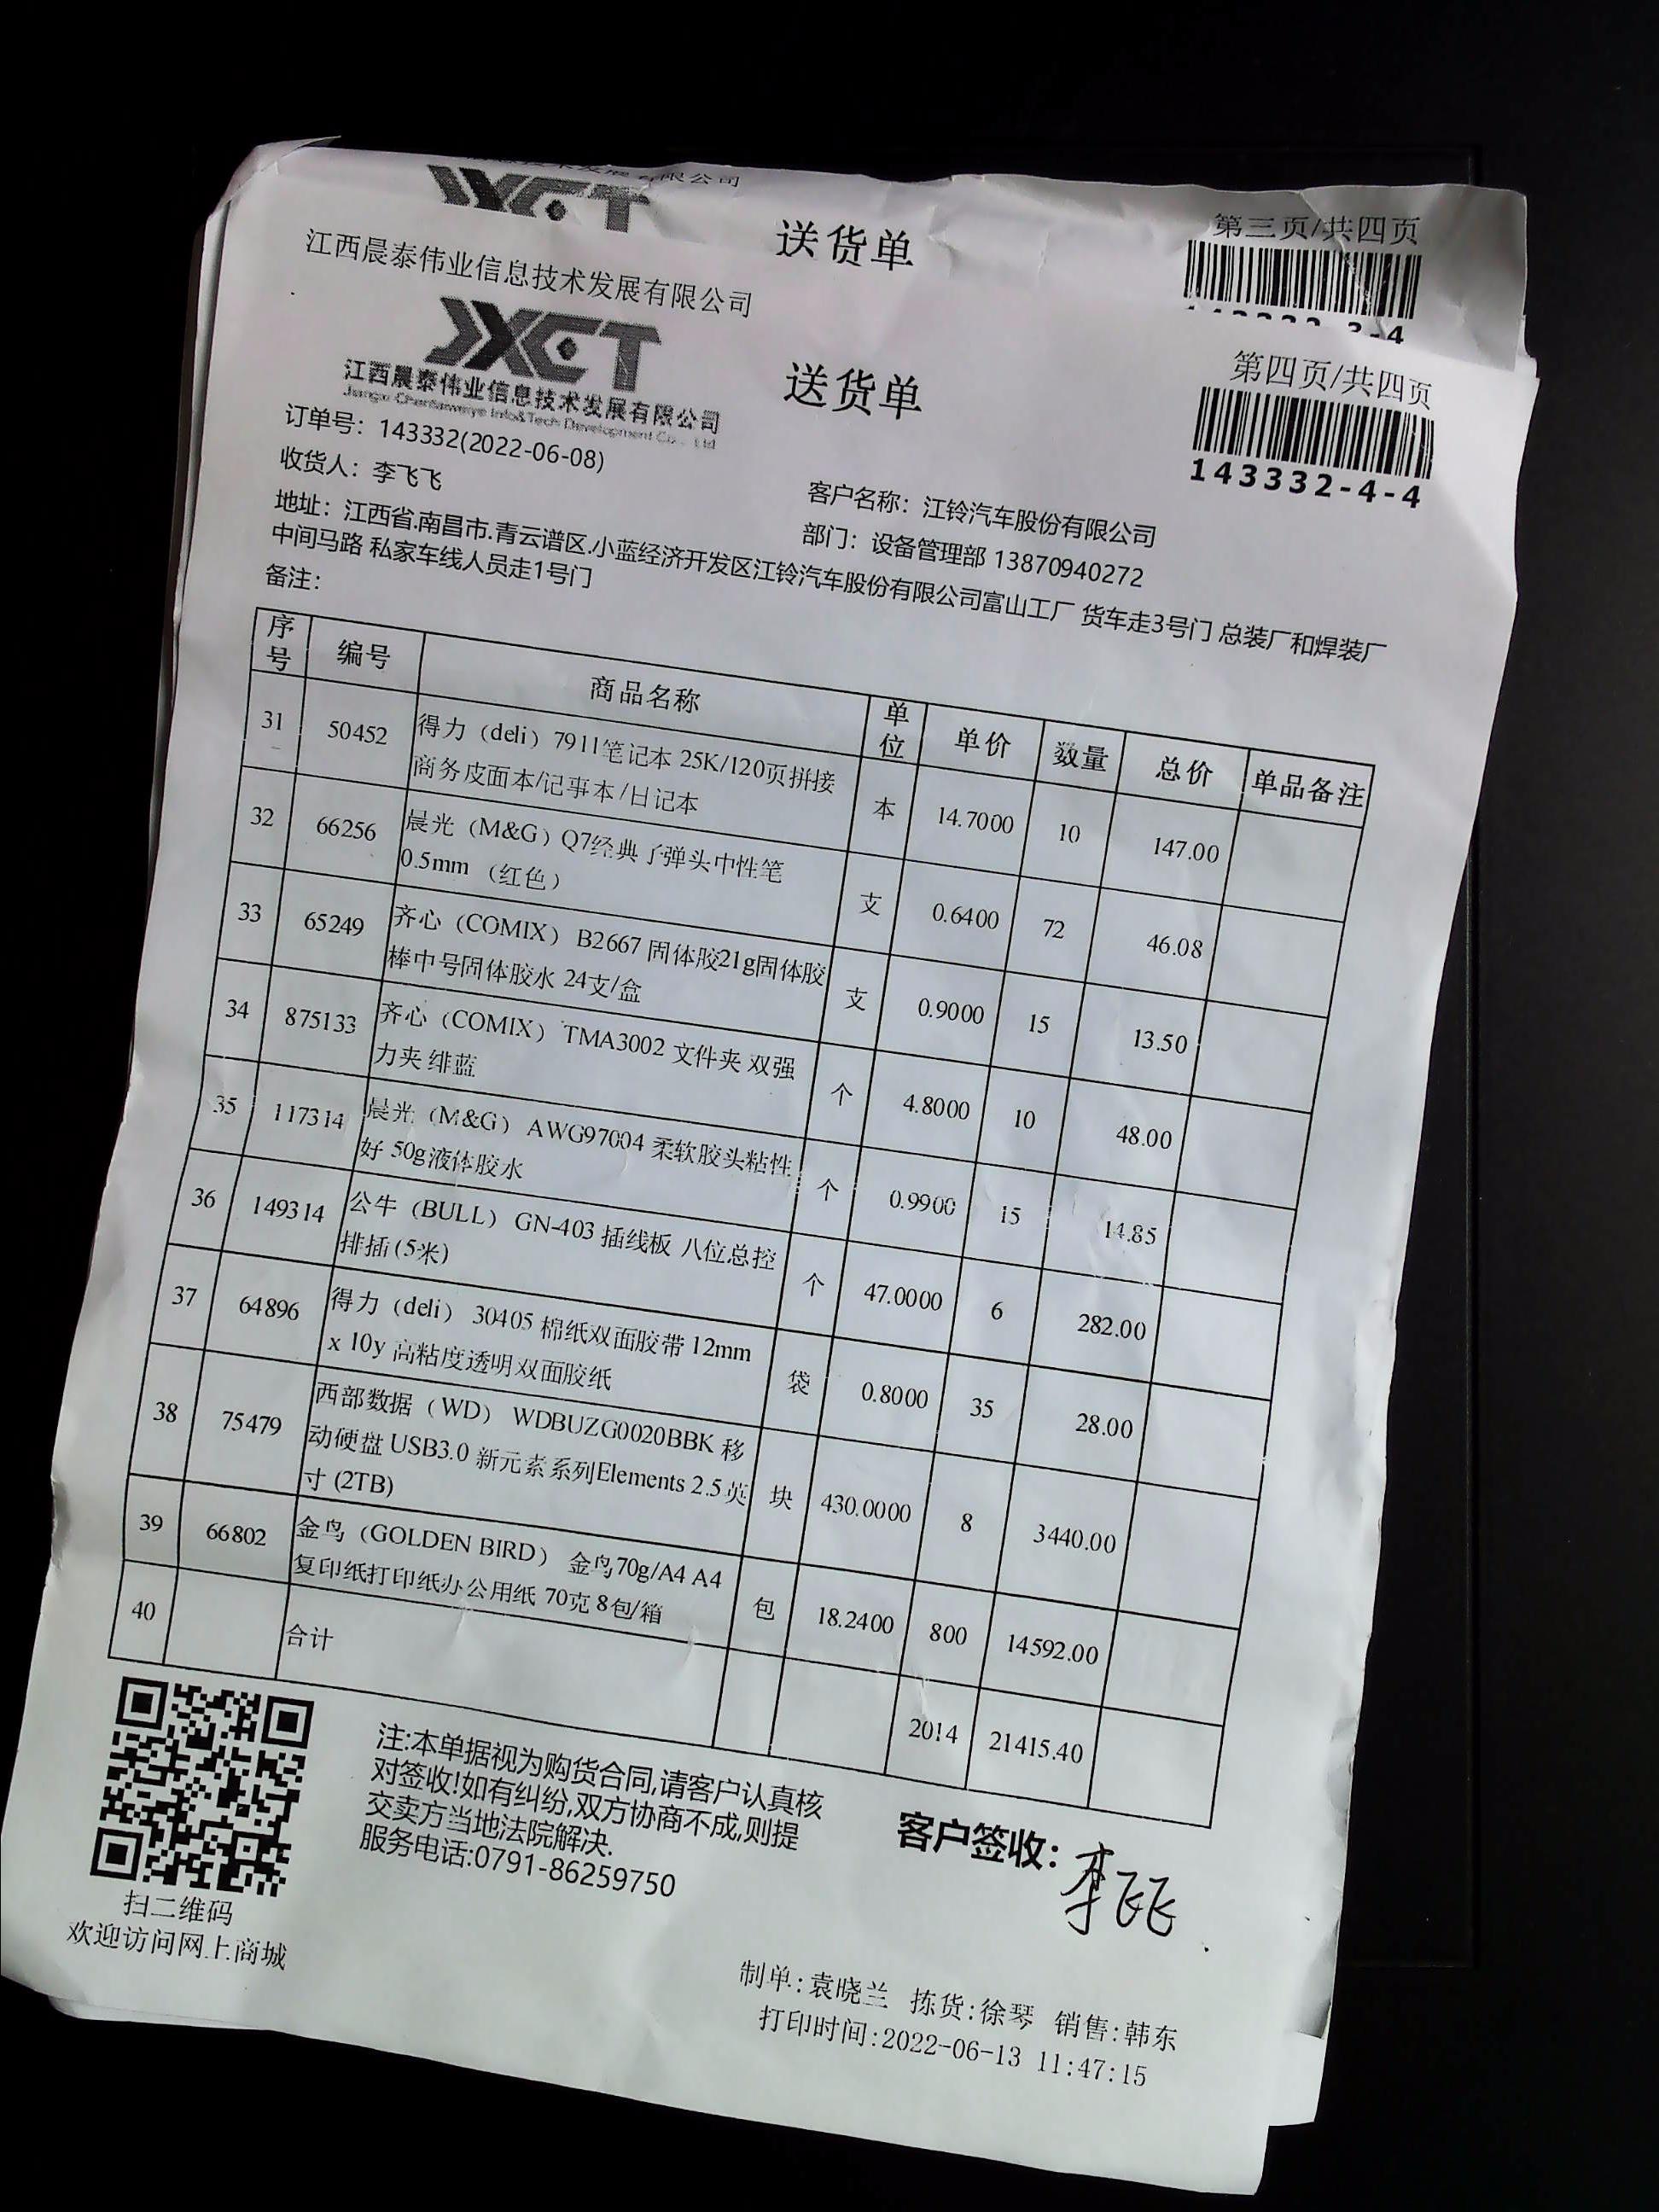 送货单
第三页/共四页
江西晨泰伟业信息技术发展有限公司
JXCT
江西晨泰伟业信息技术发展有限公司
Jiangxi Chentaiweiye Info&Tech Development Co., Ltd
送货单
第四页/共四页
143332-4-4
订单号：143332(2022-06-08)
收货人：李飞飞
客户名称：江铃汽车股份有限公司
部门：设备管理部 13870940272
地址：江西省.南昌市.青云谱区.小蓝经济开发区江铃汽车股份有限公司富山工厂 货车走3号门 总装厂和焊装厂
中间马路 私家车线人员走1号门
备注：
序号 编号 商品名称 单位 单价 数量 总价 单品备注
31 50452 得力（deli）7911笔记本 25K/120页拼接 本 14.7000 10 147.00
商务皮面本/记事本/日记本
32 66256 晨光（M&G）Q7经典子弹头中性笔 支 0.6400 72 46.08
0.5mm （红色）
33 65249 齐心（COMIX） B2667 固体胶21g固体胶 支 0.9000 15 13.50
棒中号固体胶水 24支/盒
34 875133 齐心（COMIX） TMA3002 文件夹 双强 个 4.8000 10 48.00
力夹 绯蓝
35 117314 晨光（M&G） AWG97004 柔软胶头粘性 个 0.9900 15 14.85
好 50g液体胶水
36 149314 公牛（BULL） GN-403 插线板 八位总控 个 47.0000 6 282.00
排插 (5米)
37 64896 得力（deli） 30405 棉纸双面胶带 12mm 袋 0.8000 35 28.00
x 10y 高粘度透明双面胶纸
38 75479 西部数据（WD） WDBUZG0020BBK 移 块 430.0000 8 3440.00
动硬盘 USB3.0 新元素系列Elements 2.5英
寸 (2TB)
39 66802 金鸟（GOLDEN BIRD） 金鸟70g/A4 A4 包 18.2400 800 14592.00
复印纸打印纸办公用纸 70克 8包/箱
40 合计 2014 21415.40
注:本单据视为购货合同,请客户认真核
对签收!如有纠纷,双方协商不成,则提
交卖方当地法院解决.
服务电话:0791-86259750
客户签收：李飞飞
扫二维码
欢迎访问网上商城
制单:袁晓兰 拣货:徐琴 销售:韩东
打印时间:2022-06-13 11:47:15